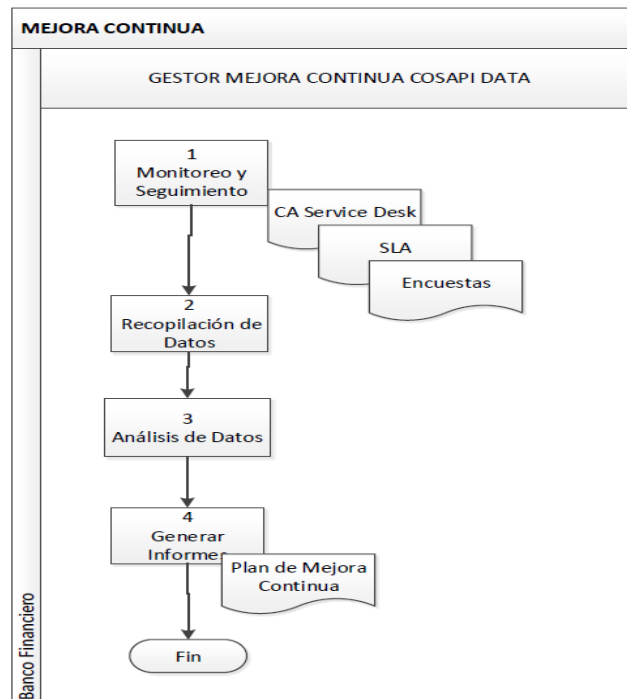 MEJORA CONTINUA
GESTOR MEJORA CONTINUA COSAPI DATA
1
Monitoreo y
Seguimiento
CA Service Desk
SLA
Encuestas
2
Recopilación de
Datos
3
Análisis de Datos
4
Generar
Informes
Plan de Mejora
Continua
Fin
Banco Financiero